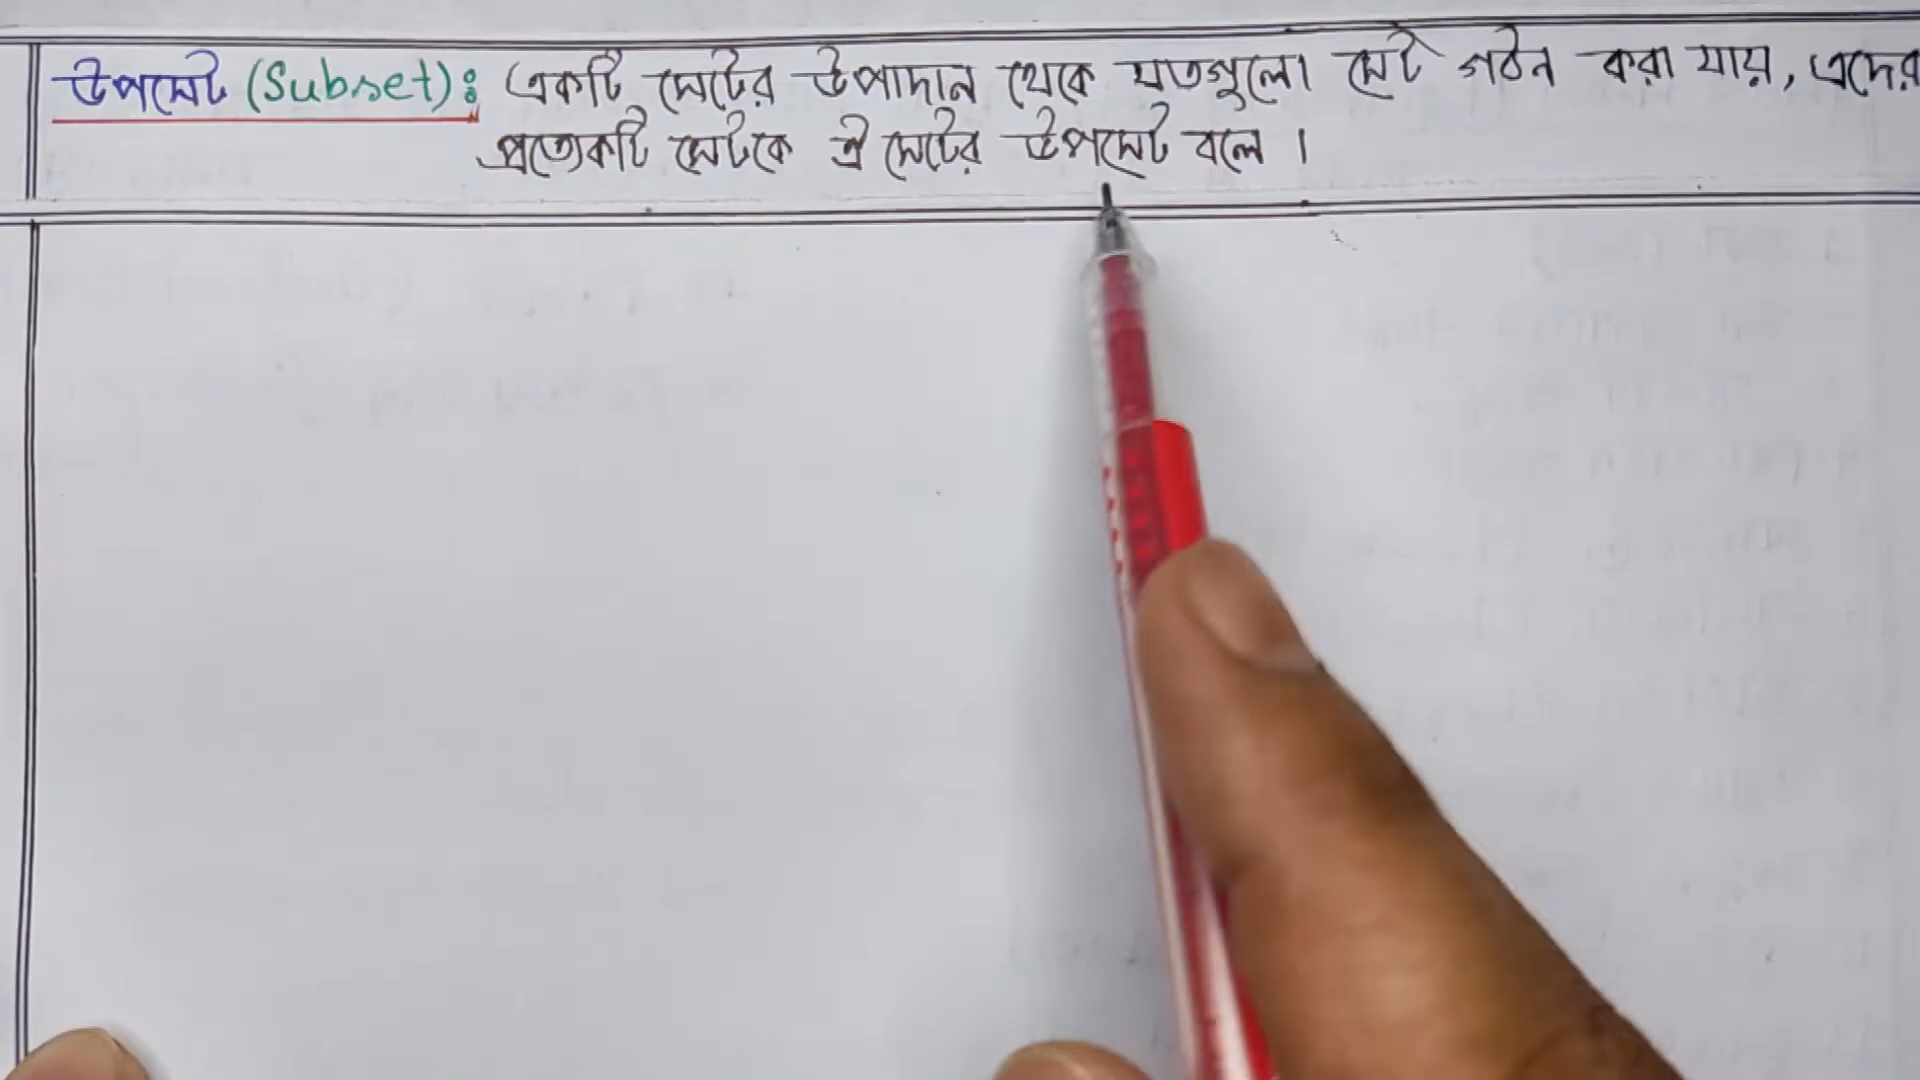 উপসেট (Subset): একটি সেটের উপাদান থেকে যতগুলো সেট গঠন করা যায়, এদের
প্রত্যেকটি সেটকে ঐ সেটের উপসেট বলে ।